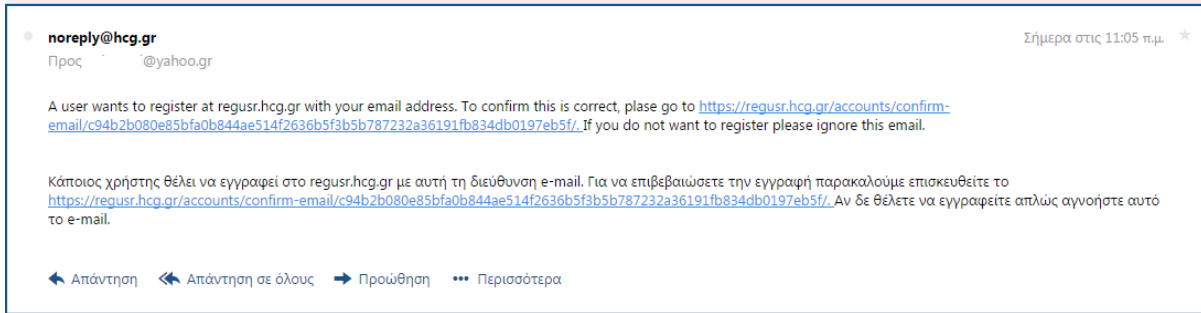 noreply@hcg.gr
Σήμερα στις 11:05 π.μ.
Προς @yahoo.gr
A user wants to register at regusr.hcg.gr with your email address. To confirm this is correct, plase go to https://regusr.hcg.gr/accounts/confirm-
email/c94b2b080e85bfa0b844ae514f2636b5f3b5b787232a36191fb834db0197eb5f/. If you do not want to register please ignore this email.
Κάποιος χρήστης θέλει να εγγραφεί στο regusr.hcg.gr με αυτή τη διεύθυνση e-mail. Για να επιβεβαιώσετε την εγγραφή παρακαλούμε επισκευθείτε το
https://regusr.hcg.gr/accounts/confirm-email/c94b2b080e85bfa0b844ae514f2636b5f3b5b787232a36191fb834db0197eb5f/. Αν δε θέλετε να εγγραφείτε απλώς αγνοήστε αυτό
το e-mail.
Απάντηση Απάντηση σε όλους Προώθηση Περισσότερα